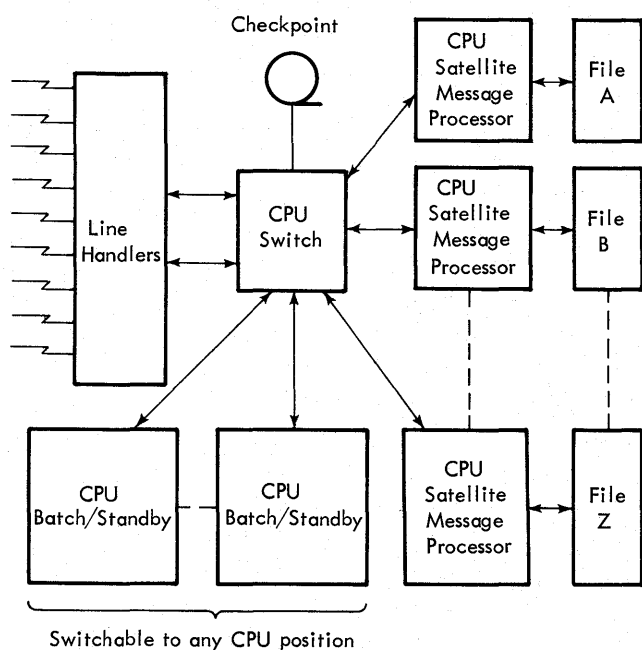 Checkpoint
CPU
Satellite
Message
Processor
File
A
Line
Handlers
CPU
Switch
CPU
Satellite
Message
Processor
File
B
CPU
Batch/Standby
CPU
Batch/Standby
CPU
Satellite
Message
Processor
File
Z
Switchable to any CPU position